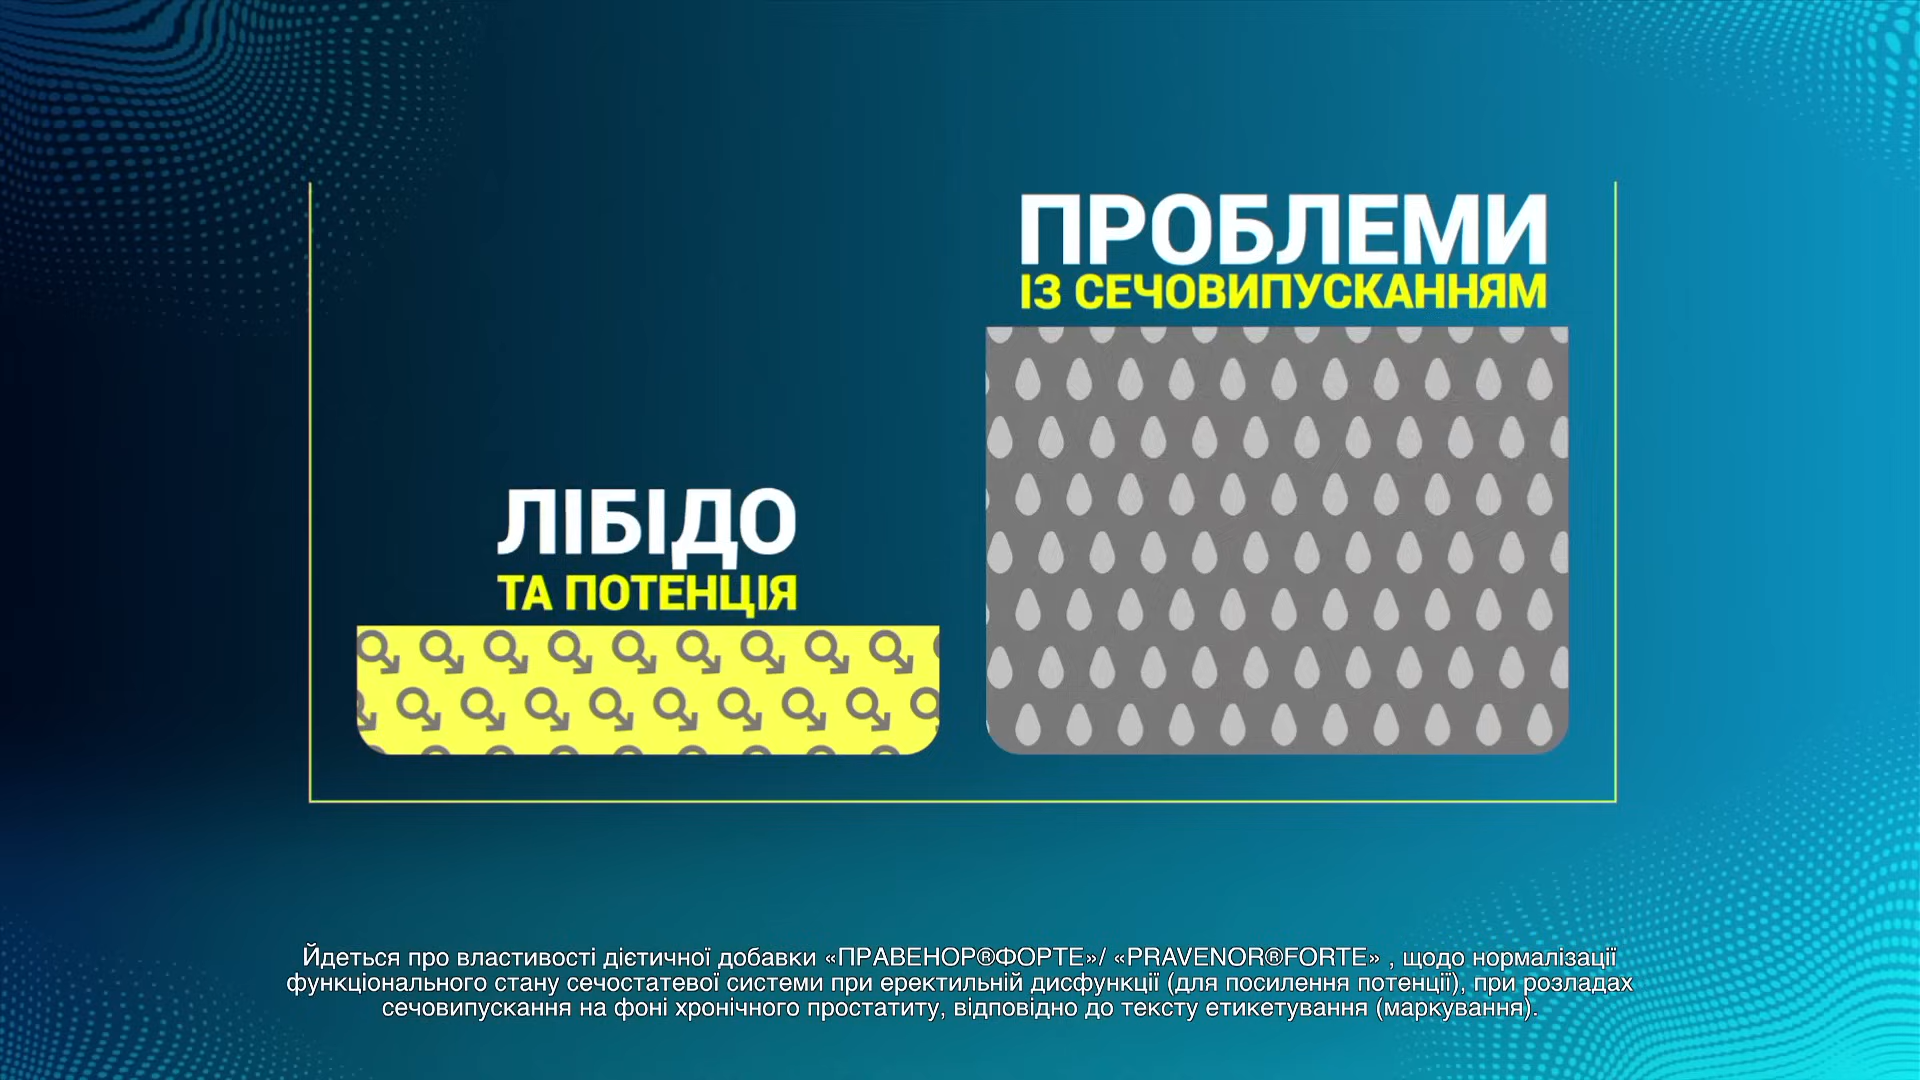 ПРОБЛЕМИ
ІЗ СЕЧОВИПУСКАННЯМ
ЛІБІДО
ТА ПОТЕНЦІЯ
Йдеться про властивості дієтичної добавки «ПРАВЕНОР®ФОРТЕ»/ «PRAVENOR®FORTE» , щодо нормалізації
функціонального стану сечостатевої системи при еректильній дисфункції (для посилення потенції), при розладах
сечовипускання на фоні хронічного простатиту, відповідно до тексту етикетування (маркування).